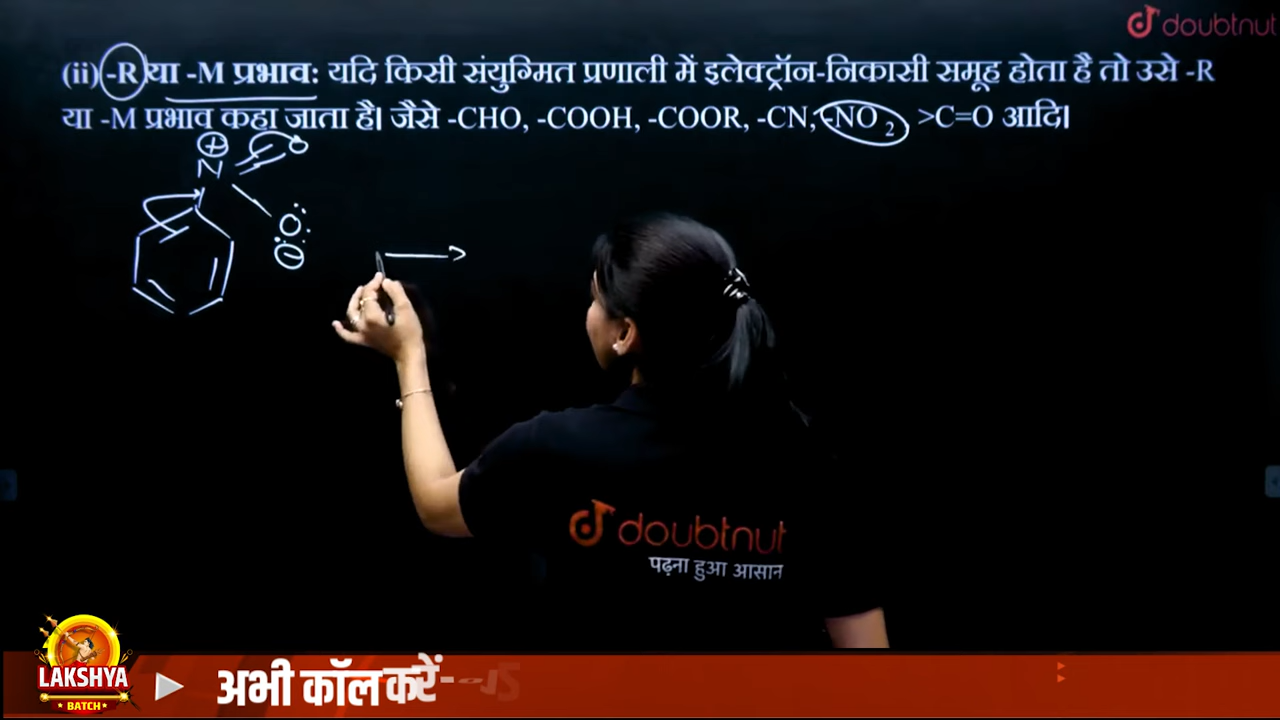 doubtnut
(ii) -R या -M प्रभाव: यदि किसी संयुग्मित प्रणाली में इलेक्ट्रॉन-निकासी समूह होता है तो उसे -R
या -M प्रभाव कहा जाता है। जैसे -CHO, -COOH, -COOR, -CN, -NO2 >C=O आदि।
⊕
N
O
O
⊖
doubtnut
पढ़ना हुआ आसान
LAKSHYA
BATCH
अभी कॉल करें-